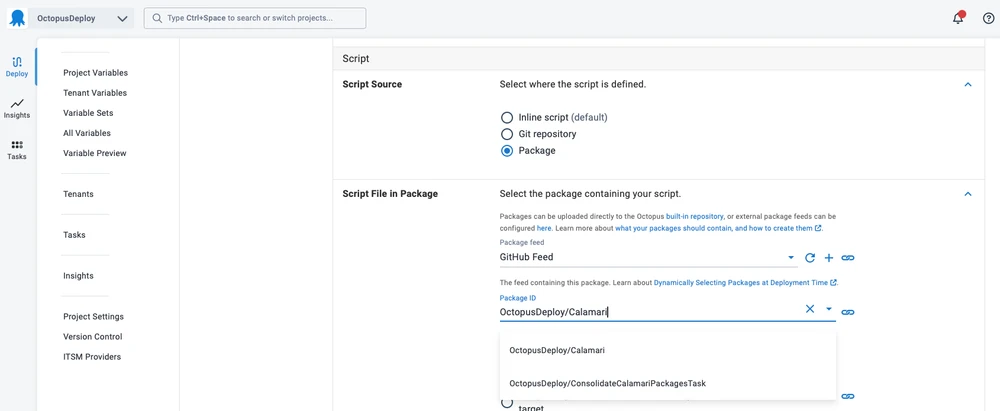 OctopusDeploy
Type Ctrl+Space to search or switch projects...
Deploy
Insights
Tasks
Project Variables
Tenant Variables
Variable Sets
All Variables
Variable Preview
Tenants
Tasks
Insights
Project Settings
Version Control
ITSM Providers
Script
Script Source
Select where the script is defined.
Inline script (default)
Git repository
Package
Script File in Package
Select the package containing your script.
Packages can be uploaded directly to the Octopus built-in repository, or external package feeds can be
configured here. Learn more about what your packages should contain, and how to create them.
Package feed
GitHub Feed
The feed containing this package. Learn about Dynamically Selecting Packages at Deployment Time.
Package ID
OctopusDeploy/Calamari
OctopusDeploy/Calamari
OctopusDeploy/ConsolidateCalamariPackagesTask
target